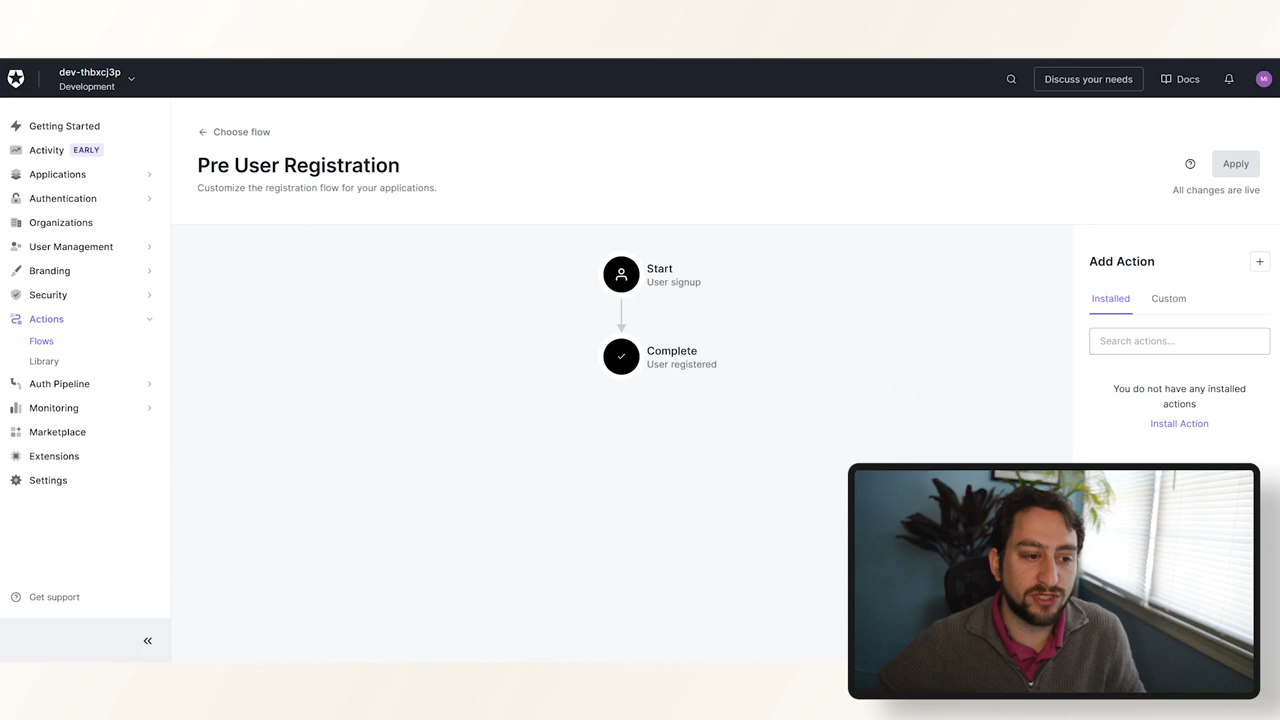 dev-thbxcj3p
Development
Discuss your needs
Docs
MI
Getting Started
Activity EARLY
Applications
Authentication
Organizations
User Management
Branding
Security
Actions
Flows
Library
Auth Pipeline
Monitoring
Marketplace
Extensions
Settings
Get support
Choose flow
Pre User Registration
Customize the registration flow for your applications.
Apply
All changes are live
Start
User signup
Complete
User registered
Add Action
Installed Custom
Search actions...
You do not have any installed
actions
Install Action